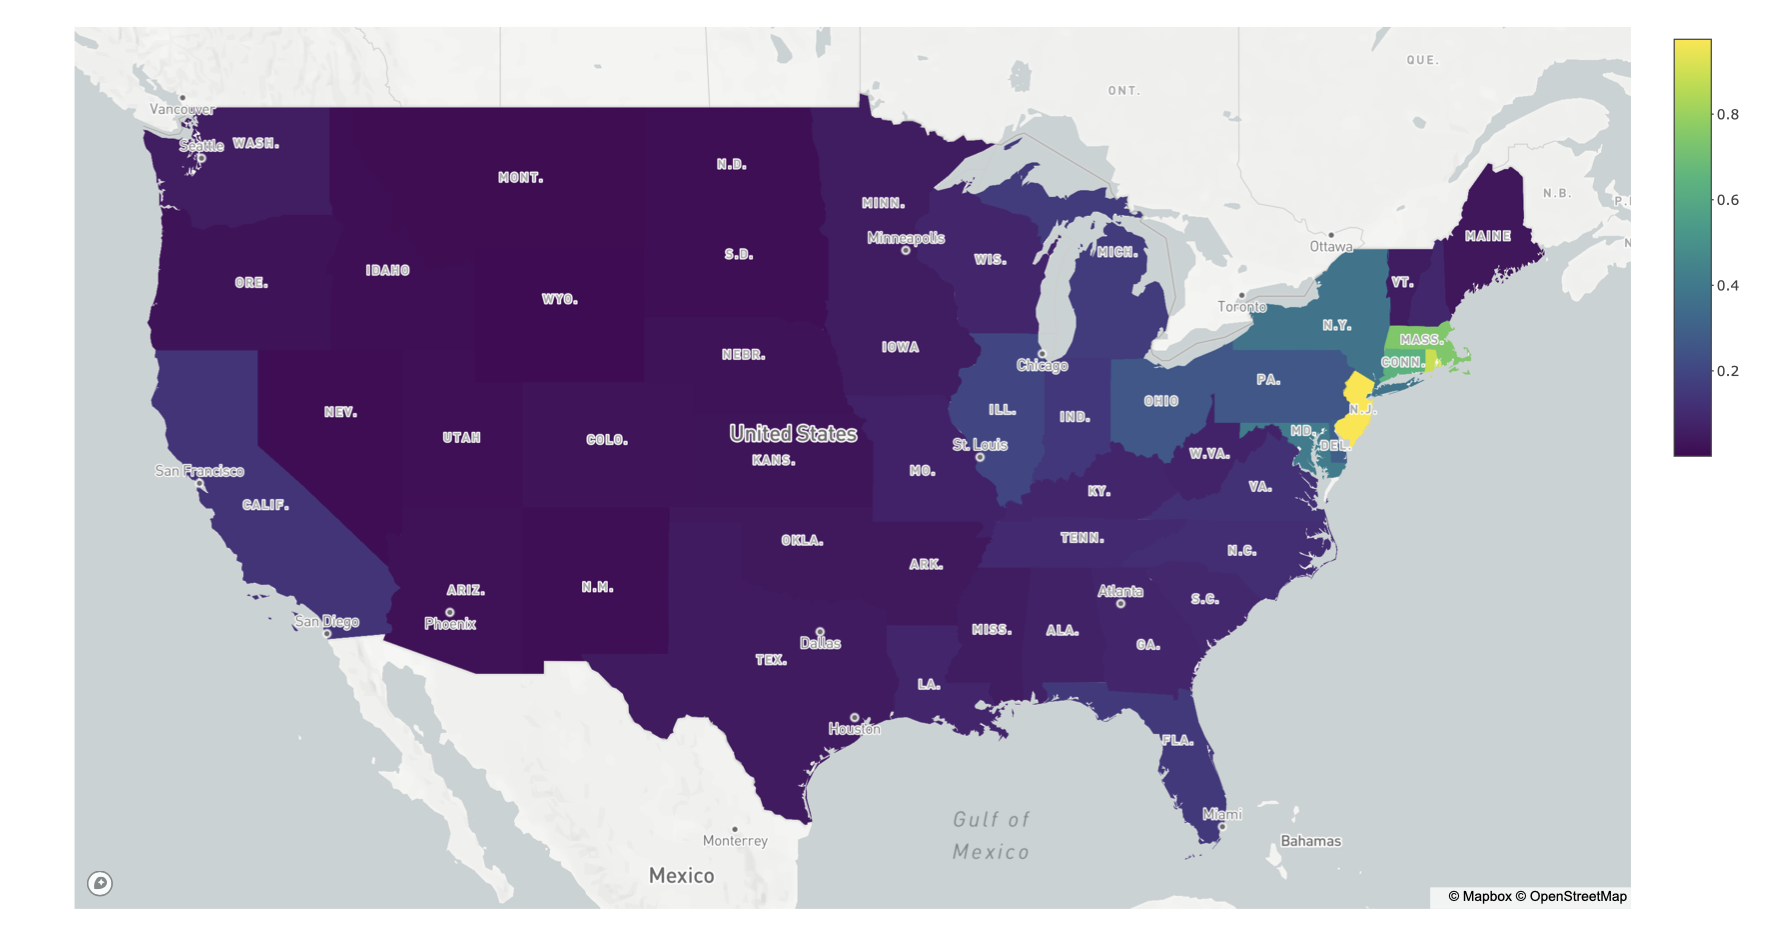 QUE.
ONT.
Vancouver
0.8
Seattle
WASH.
N.D.
MONT.
N.B.
0.6
MINN.
Minneapolis
MAINE
Ottawa
S.D.
MICH.
WIS.
IDAHO
ORE.
VT.
0.4
WYO.
Toronto
N.Y.
MASS.
IOWA
NEBR.
Chicago
CONN.
0.2
PA.
OHIO
NEV.
ILL.
IND.
N.J.
United States
UTAH
COLO.
MD.
St. Louis
DEL.
W.VA.
KANS.
San Francisco
MO.
VA.
KY.
CALIF.
OKLA.
TENN.
N.C.
ARK.
ARIZ.
N.M.
Atlanta
S.C.
San Diego
Phoenix
MISS.
ALA.
Dallas
GA.
TEX.
LA.
Houston
FLA.
Miami
Gulf of
Mexico
Monterrey
Bahamas
Mexico
© Mapbox © OpenStreetMap